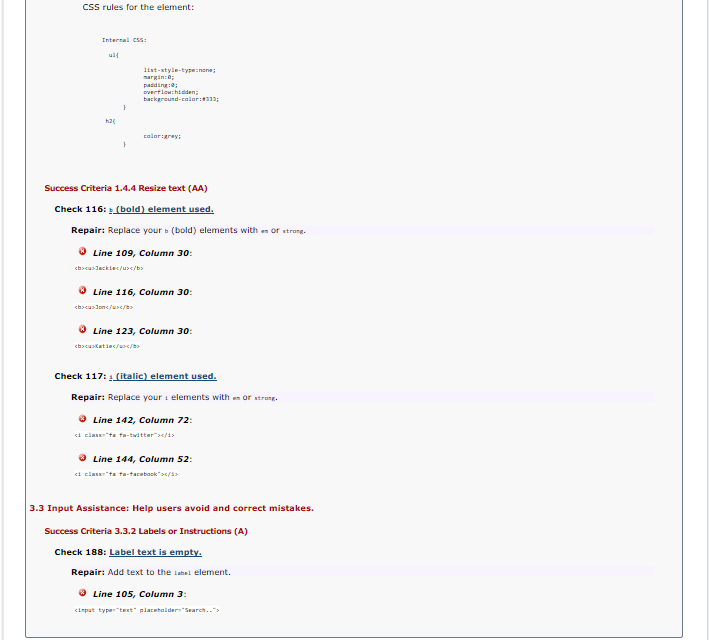 CSS rules for the element:
Internal CSS:
ul{
list-style-type:none;
margin:0;
padding:0;
overflow:hidden;
background-color:#333;
}
h2{
color:grey;
}
Success Criteria 1.4.4 Resize text (AA)
Check 116: b (bold) element used.
Repair: Replace your b (bold) elements with em or strong.
Line 109, Column 30:
<b><u>Jackie</u></b>
Line 116, Column 30:
<b><u>Jon</u></b>
Line 123, Column 30:
<b><u>Katie</u></b>
Check 117: i (italic) element used.
Repair: Replace your i elements with em or strong.
Line 142, Column 72:
<i class="fa fa-twitter"></i>
Line 144, Column 52:
<i class="fa fa-facebook"></i>
3.3 Input Assistance: Help users avoid and correct mistakes.
Success Criteria 3.3.2 Labels or Instructions (A)
Check 188: Label text is empty.
Repair: Add text to the label element.
Line 105, Column 3:
<input type="text" placeholder="Search..">